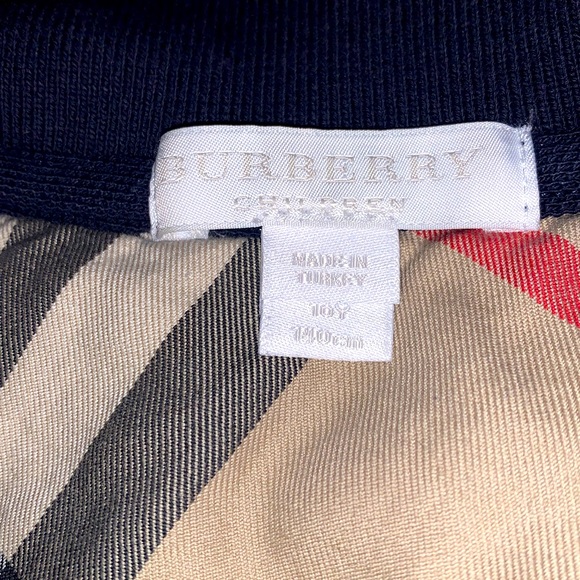 BURBERRY
CHILDREN
MADE IN
TURKEY
10Y
140CM